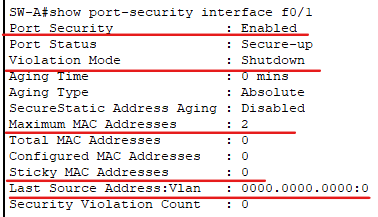 SW-A#show port-security interface f0/1
Port Security : Enabled
Port Status : Secure-up
Violation Mode : Shutdown
Aging Time : 0 mins
Aging Type : Absolute
SecureStatic Address Aging : Disabled
Maximum MAC Addresses : 2
Total MAC Addresses : 0
Configured MAC Addresses : 0
Sticky MAC Addresses : 0
Last Source Address:Vlan : 0000.0000.0000:0
Security Violation Count : 0